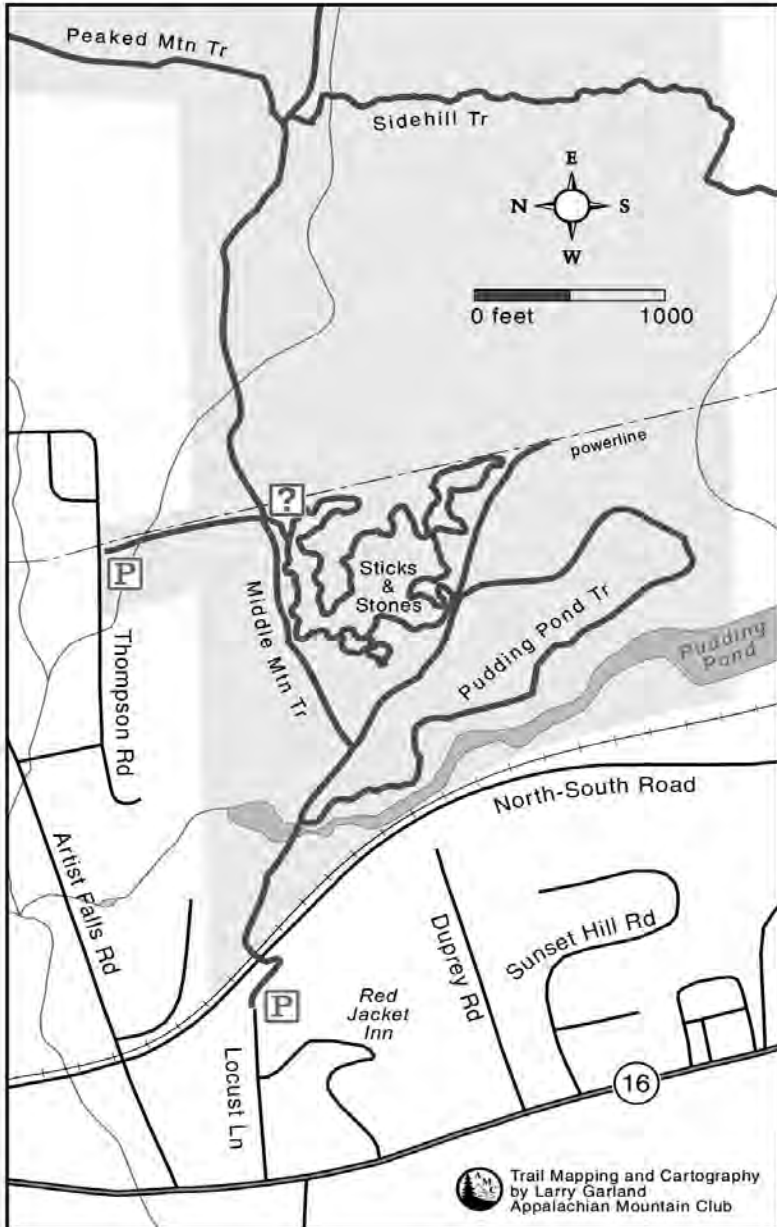 Peaked Mtn Tr
Sidehill Tr
E
N S
W
0 feet 1000
powerline
?
Sticks
&
Stones
P
Middle Mtn Tr
Pudding Pond Tr
Pudding
Pond
Thompson Rd
North-South Road
Artist Falls Rd
Duprey Rd
Sunset Hill Rd
P
Red
Jacket
Inn
Locust Ln
16
AMC
Trail Mapping and Cartography
by Larry Garland
Appalachian Mountain Club